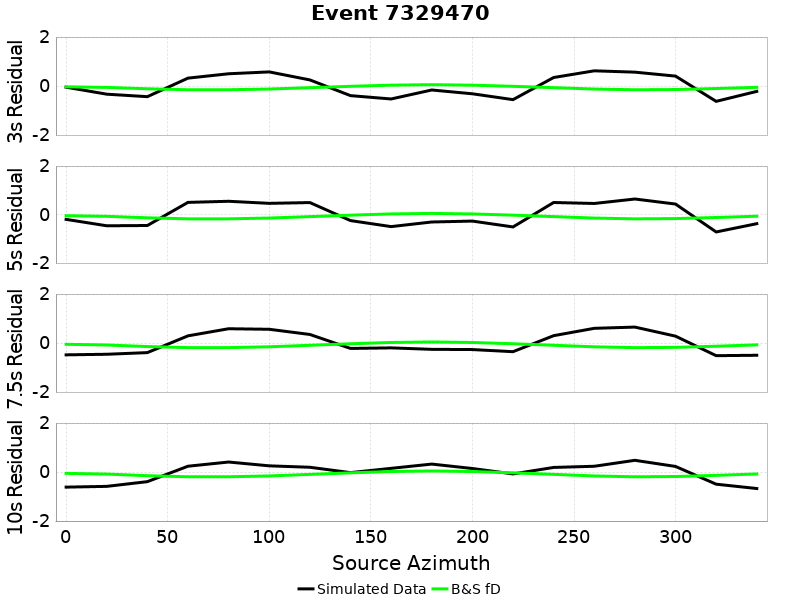 Event 7329470
3s Residual
2
0
-2
5s Residual
2
0
-2
7.5s Residual
2
0
-2
10s Residual
2
0
-2
0 50 100 150 200 250 300
Source Azimuth
Simulated Data B&S fD